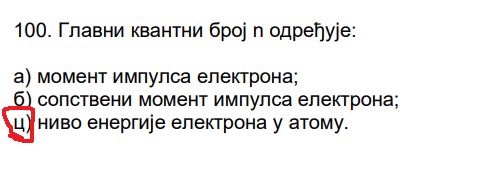 100. Главни квантни број n одређује:
а) момент импулса електрона;
б) сопствени момент импулса електрона;
ц) ниво енергије електрона у атому.